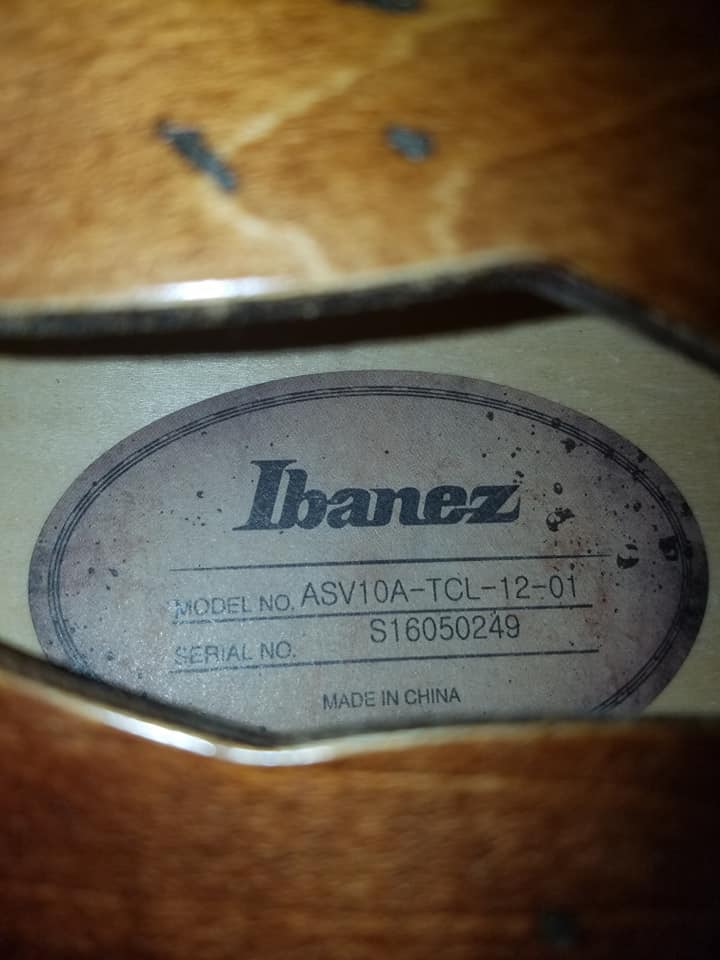 Ibanez
MODEL NO. ASV10A-TCL-12-01
SERIAL NO. S16050249
MADE IN CHINA